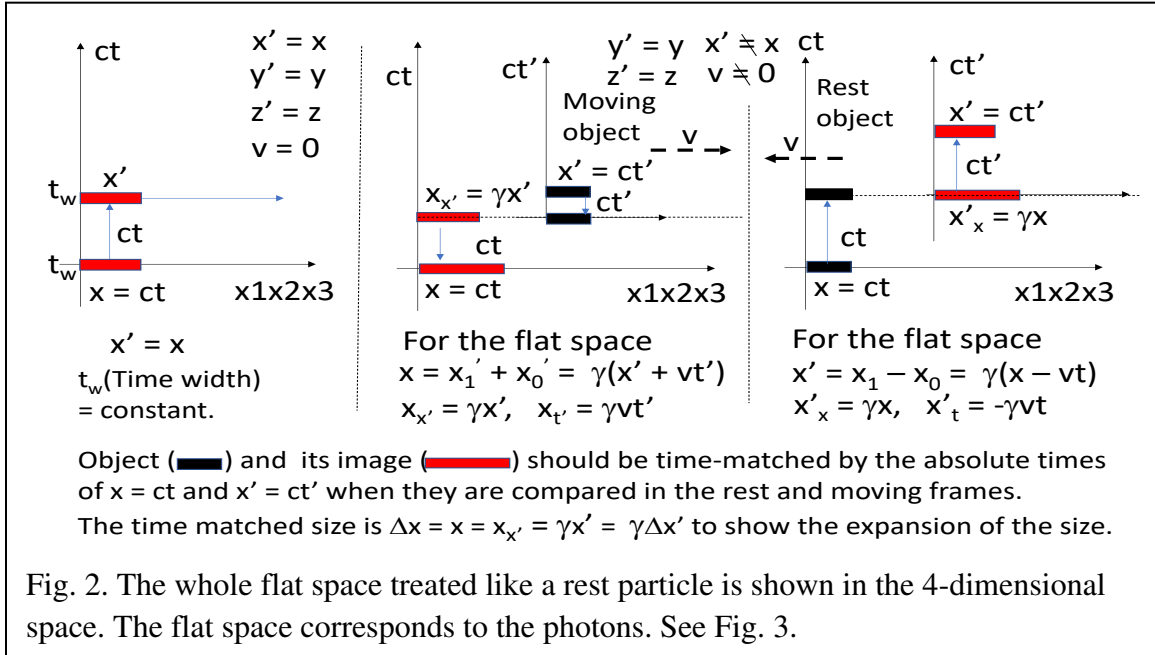 ct
x' = x
y' = y
z' = z
v = 0
t_w
x'
ct
t_w
x = ct
x1x2x3
x' = x
t_w(Time width)
= constant.
ct
ct'
y' = y x' ≠ x
z' = z v ≠ 0
Moving
object
v
x' = ct'
x_x' = γx'
ct'
ct
x = ct
x1x2x3
For the flat space
x = x_1' + x_0' = γ(x' + vt')
x_x' = γx', x_t' = γvt'
ct
Rest
object
v
ct'
x' = ct'
ct'
x'_x = γx
ct
x = ct
x1x2x3
For the flat space
x' = x_1 – x_0 = γ(x – vt)
x'_x = γx, x'_t = -γvt
Object ( ) and its image ( ) should be time-matched by the absolute times
of x = ct and x' = ct' when they are compared in the rest and moving frames.
The time matched size is Δx = x = x_x' = γx' = γΔx' to show the expansion of the size.
Fig. 2. The whole flat space treated like a rest particle is shown in the 4-dimensional
space. The flat space corresponds to the photons. See Fig. 3.